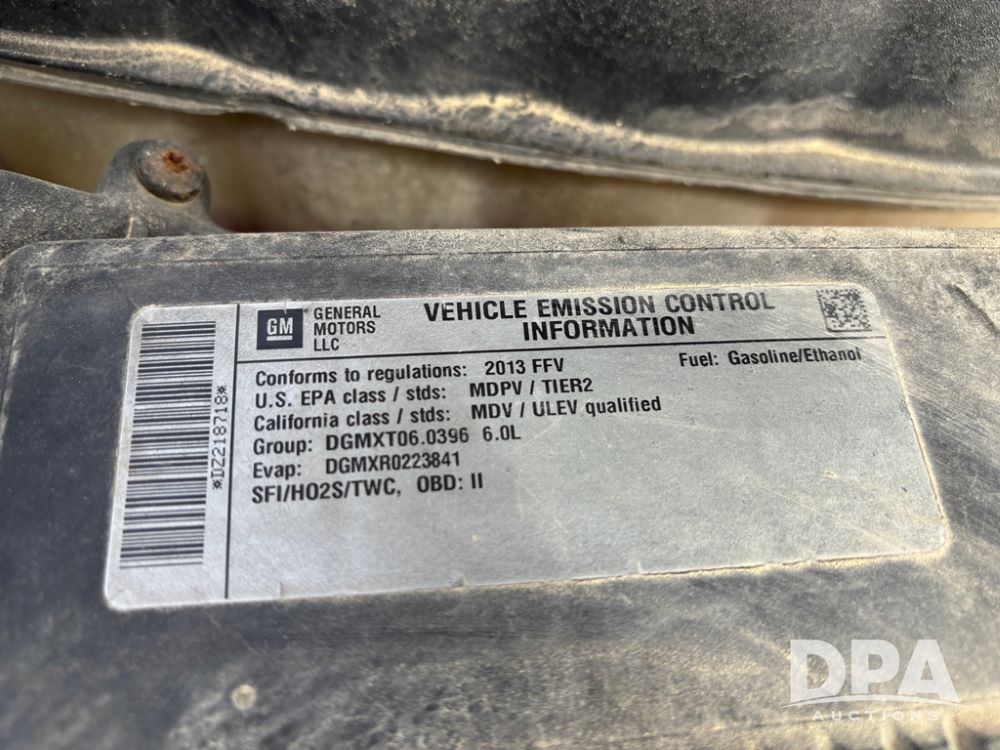 GM
GENERAL
MOTORS
LLC
VEHICLE EMISSION CONTROL
INFORMATION
Conforms to regulations: 2013 FFV
Fuel: Gasoline/Ethanol
U.S. EPA class / stds: MDPV / TIER2
California class / stds: MDV / ULEV qualified
Group: DGMXT06.0396 6.0L
Evap: DGMXR0223841
SFI/HO2S/TWC, OBD: II
*DZ218718*
DPA
AUCTIONS